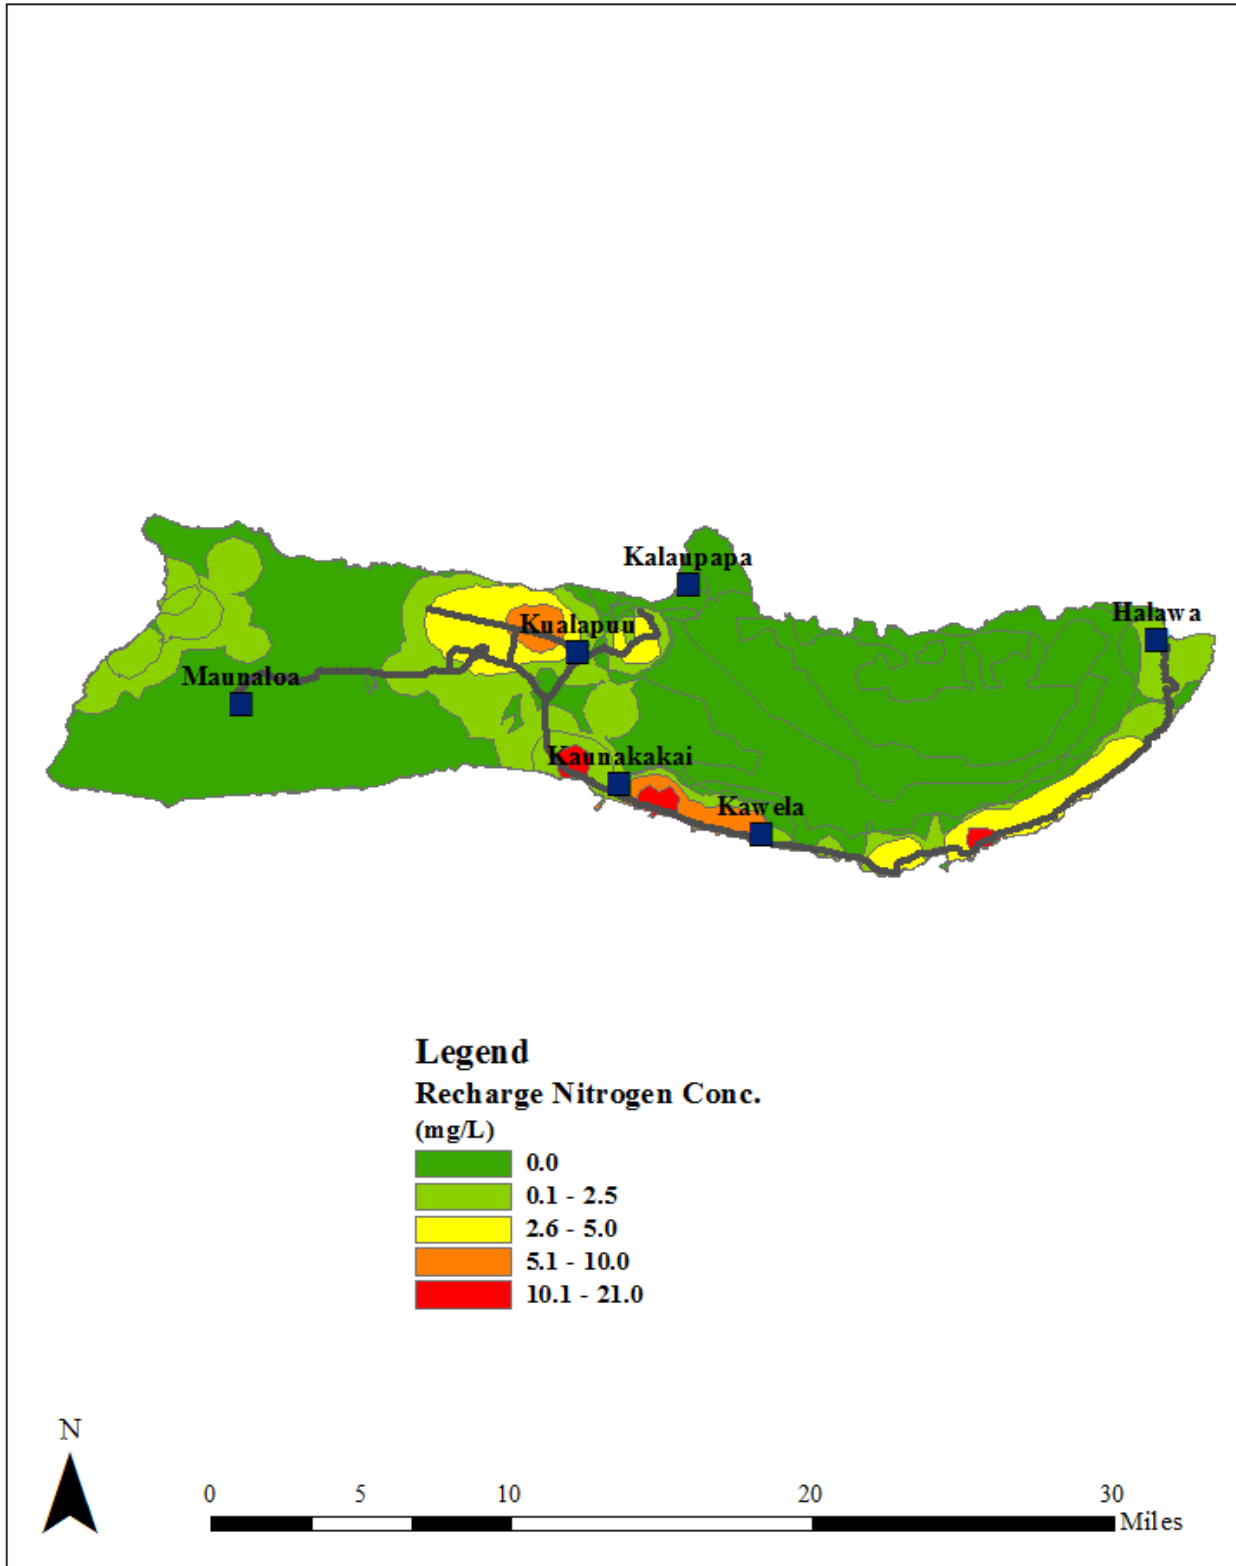 Kalaupapa
Halawa
Kualapuu
Maunaloa
Kaunakakai
Kawela
Legend
Recharge Nitrogen Conc.
(mg/L)
0.0
0.1 - 2.5
2.6 - 5.0
5.1 - 10.0
10.1 - 21.0
N
0 5 10 20 30
Miles